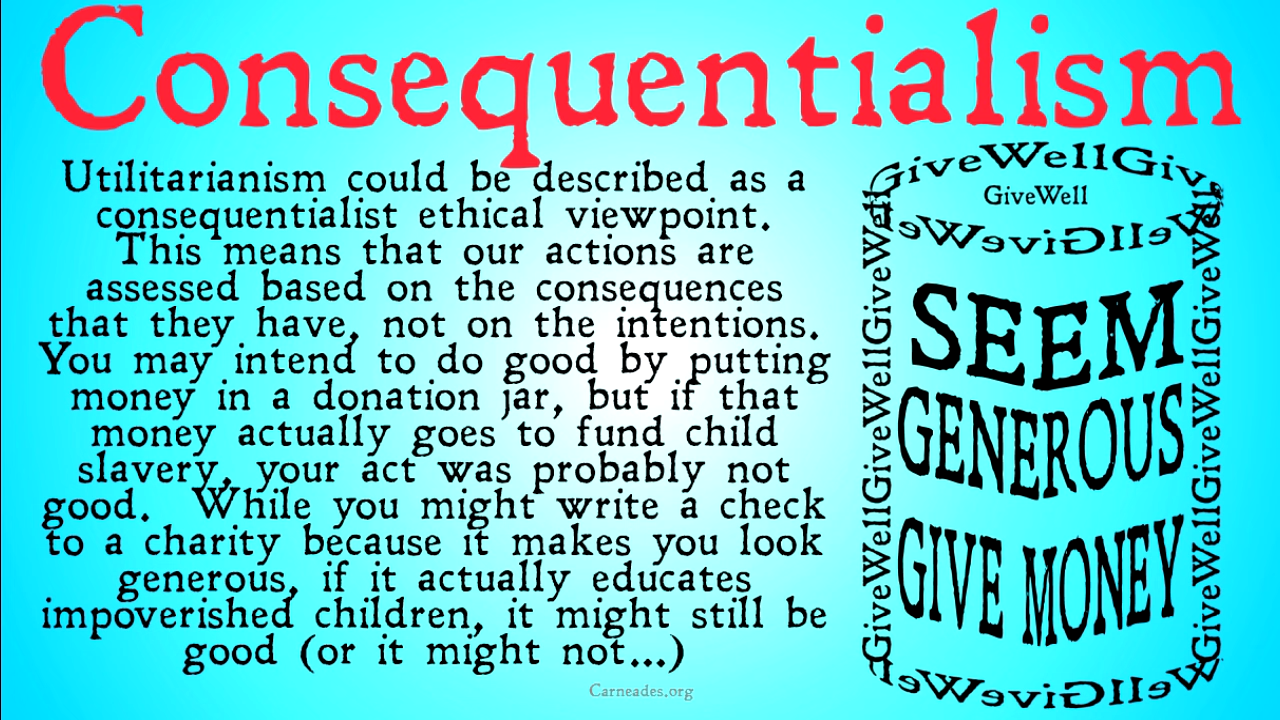 Consequentialism
Utilitarianism could be described as a
consequentialist ethical viewpoint.
This means that our actions are
assessed based on the consequences
that they have, not on the intentions.
You may intend to do good by putting
money in a donation jar, but if that
money actually goes to fund child
slavery, your act was probably not
good. While you might write a check
to a charity because it makes you look
generous, if it actually educates
impoverished children, it might still be
good (or it might not...)
GiveWellGive
GiveWell
GiveWellGiveWell
SEEM
GENEROUS
GIVE MONEY
GiveWellGiveWellGiveWellGiveWell
GiveWellGiveWellGiveWellGiveWell
GiveWellGiveWell
Carneades.org